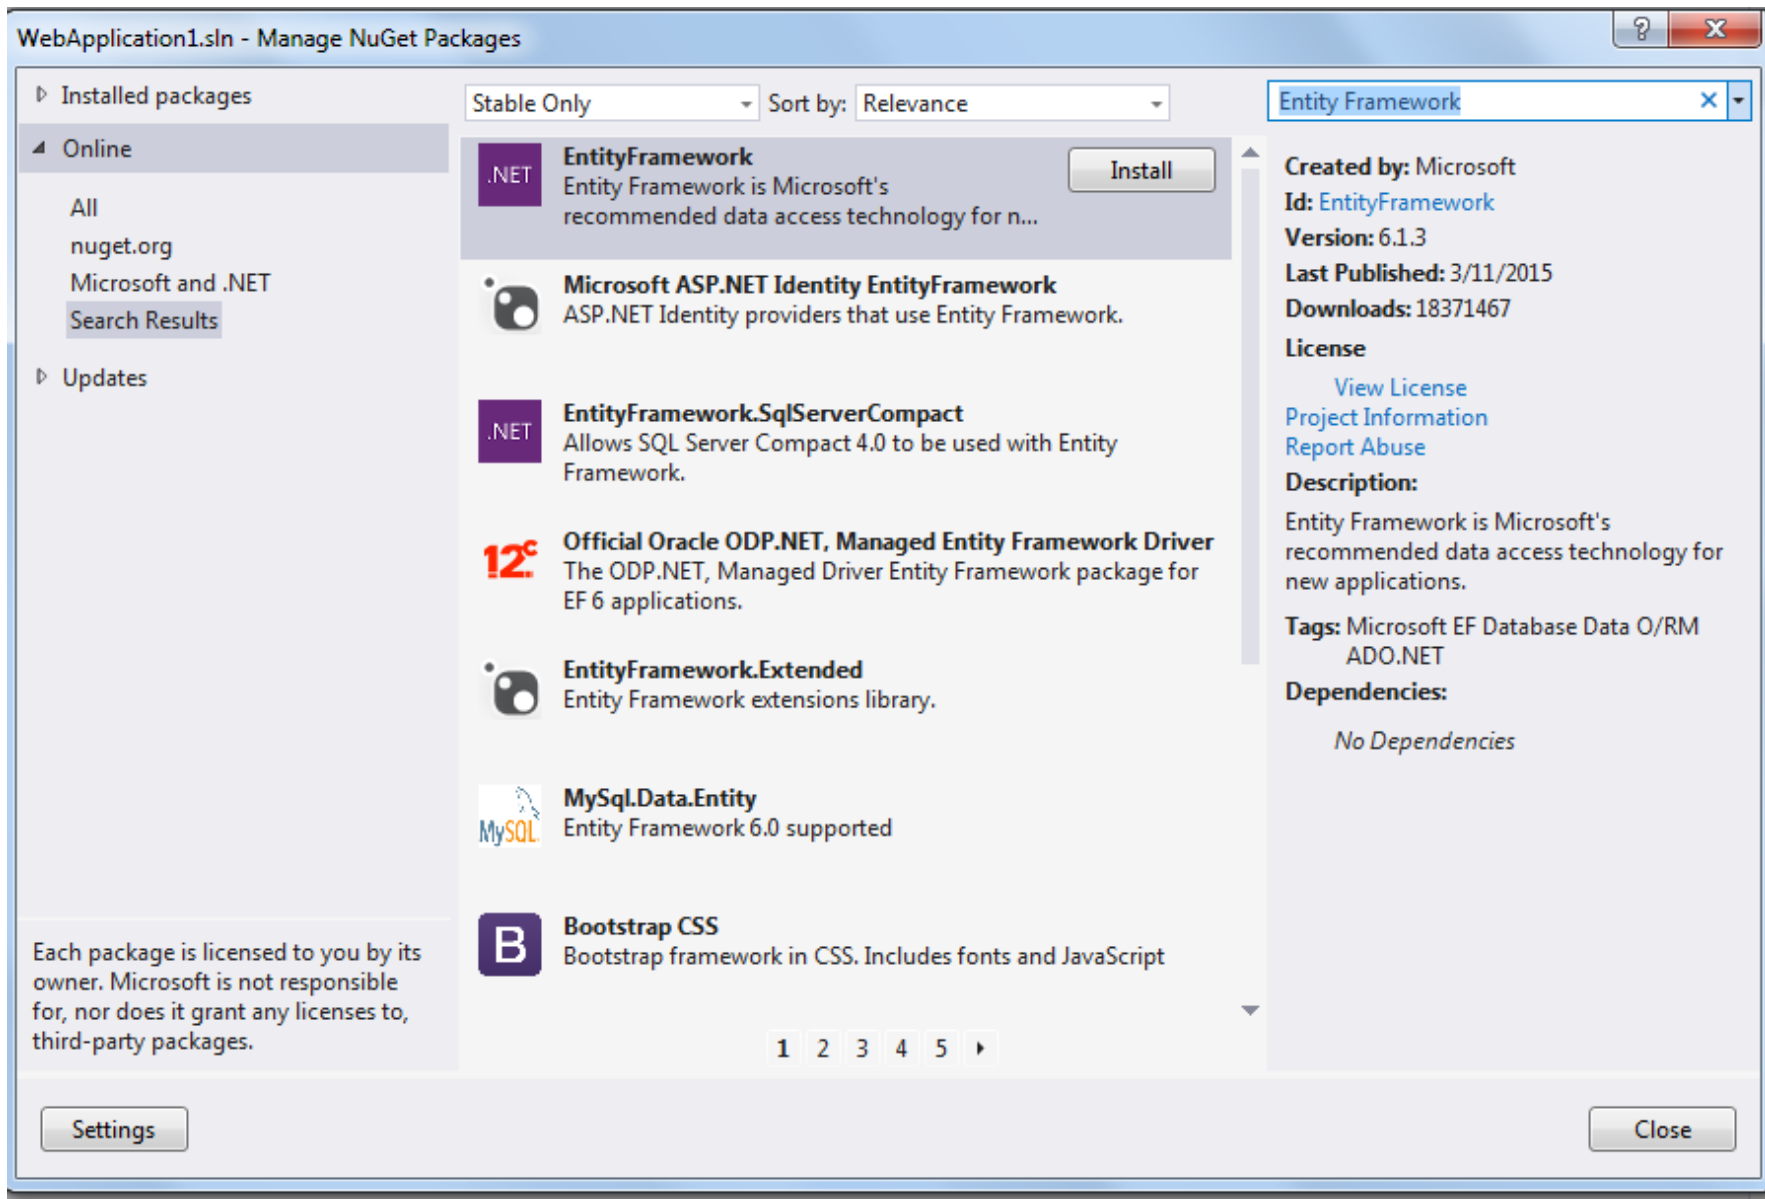 WebApplication1.sln - Manage NuGet Packages
?
Installed packages
Online
All
nuget.org
Microsoft and .NET
Search Results
Updates
Each package is licensed to you by its
owner. Microsoft is not responsible
for, nor does it grant any licenses to,
third-party packages.
Stable Only
Sort by: Relevance
.NET
EntityFramework
Entity Framework is Microsoft's
recommended data access technology for n...
Install
Microsoft ASP.NET Identity EntityFramework
ASP.NET Identity providers that use Entity Framework.
.NET
EntityFramework.SqlServerCompact
Allows SQL Server Compact 4.0 to be used with Entity
Framework.
12c
Official Oracle ODP.NET, Managed Entity Framework Driver
The ODP.NET, Managed Driver Entity Framework package for
EF 6 applications.
EntityFramework.Extended
Entity Framework extensions library.
MySQL
MySql.Data.Entity
Entity Framework 6.0 supported
B
Bootstrap CSS
Bootstrap framework in CSS. Includes fonts and JavaScript
1 2 3 4 5
Entity Framework
Created by: Microsoft
Id: EntityFramework
Version: 6.1.3
Last Published: 3/11/2015
Downloads: 18371467
License
View License
Project Information
Report Abuse
Description:
Entity Framework is Microsoft's
recommended data access technology for
new applications.
Tags: Microsoft EF Database Data O/RM
ADO.NET
Dependencies:
No Dependencies
Settings
Close